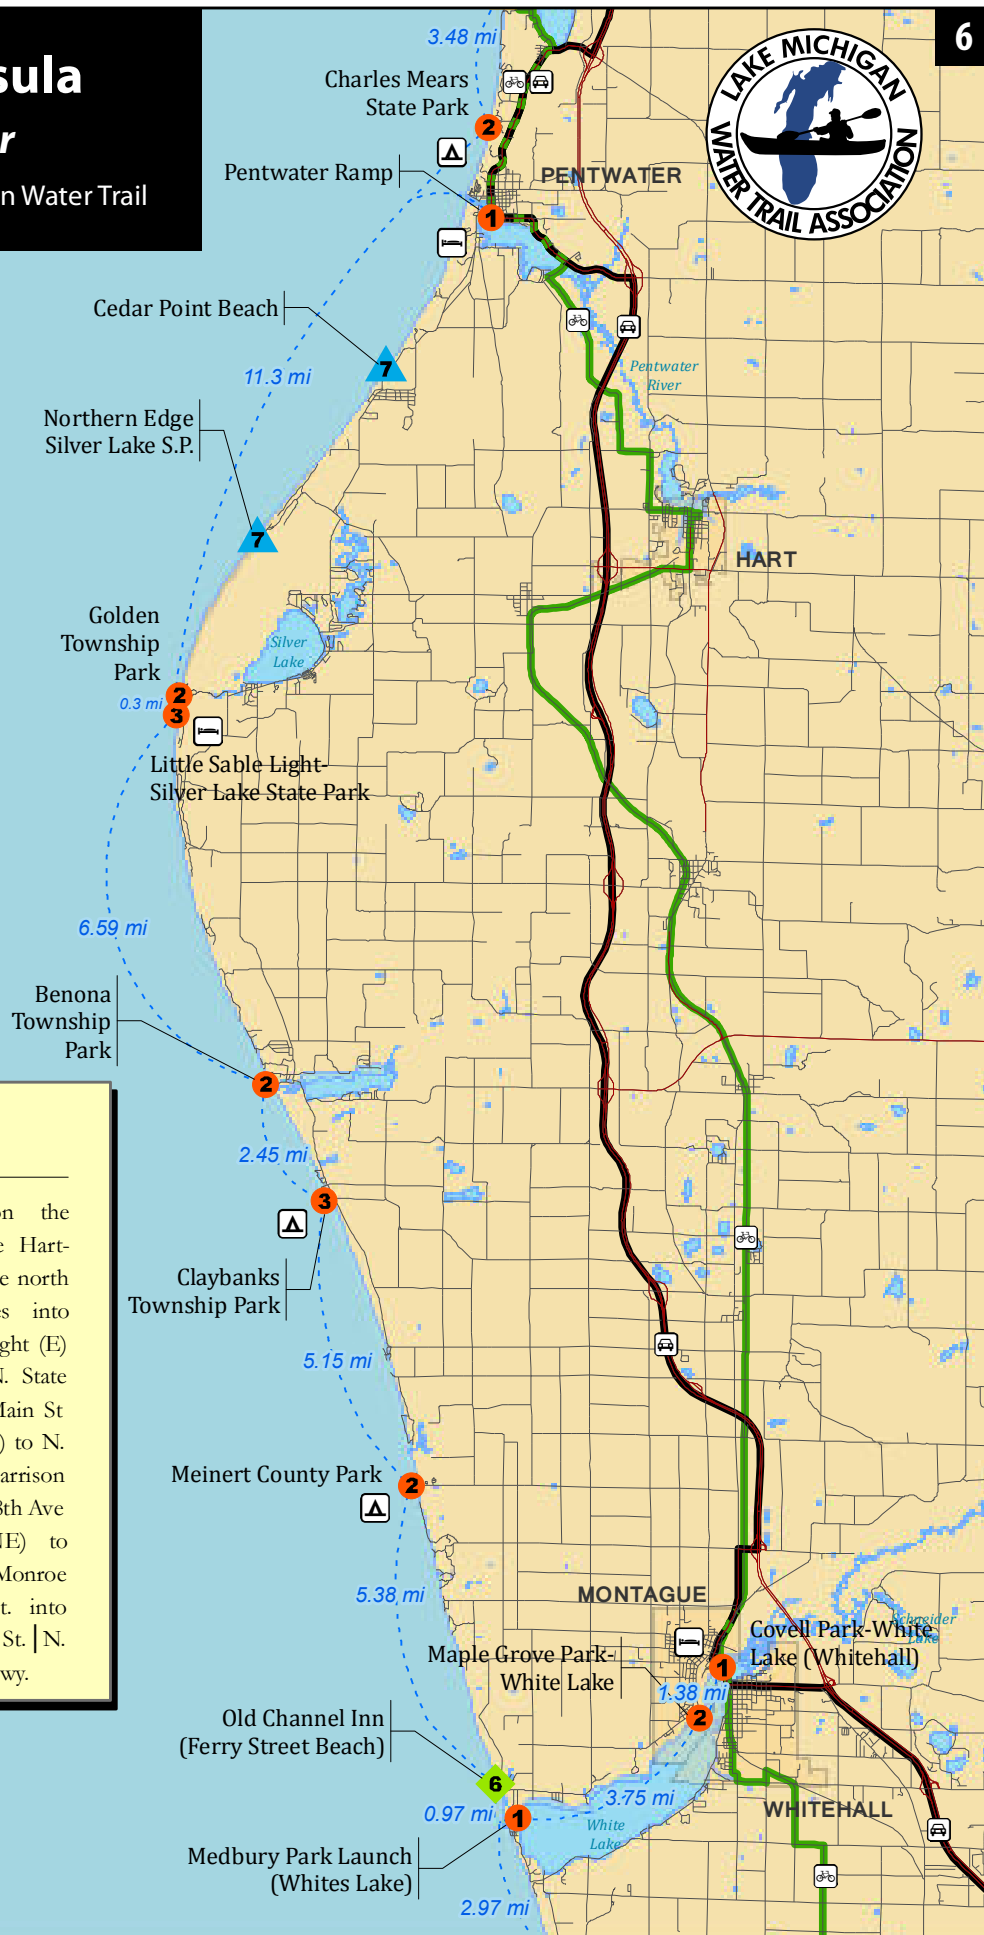 sula
r
n Water Trail
6
LAKE MICHIGAN
WATER TRAIL ASSOCIATION
3.48 mi
Charles Mears
State Park
2
Pentwater Ramp
PENTWATER
1
Cedar Point Beach
7
11.3 mi
Pentwater
River
Northern Edge
Silver Lake S.P.
7
HART
Golden
Township
Park
Silver
Lake
2
0.3 mi
3
Little Sable Light-
Silver Lake State Park
6.59 mi
Benona
Township
Park
2
2.45 mi
3
Claybanks
Township Park
5.15 mi
Meinert County Park
2
5.38 mi
MONTAGUE
Schneider
Lake
Covell Park-White
Lake (Whitehall)
1
Maple Grove Park-
White Lake
1.38 mi
2
Old Channel Inn
(Ferry Street Beach)
6
3.75 mi
0.97 mi
1
WHITEHALL
White
Lake
Medbury Park Launch
(Whites Lake)
2.97 mi
on the
e Hart-
e north
es into
ght (E)
N. State
Main St
) to N.
arrison
8th Ave
NE) to
Monroe
t. into
St. | N.
wy.